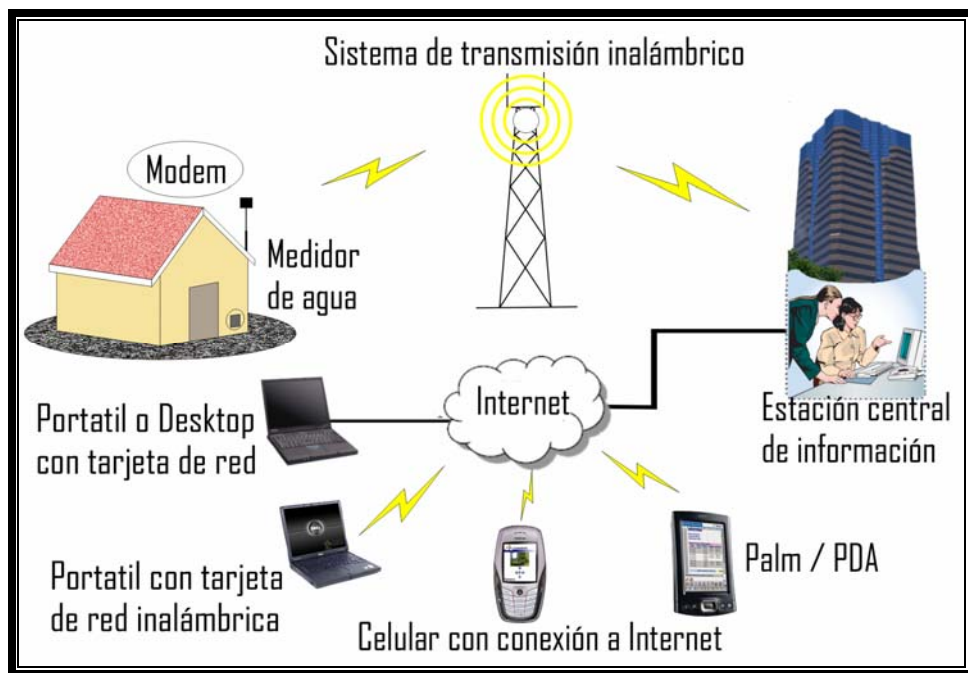 Sistema de transmisión inalámbrico
Modem
Medidor
de agua
Internet
Portatil o Desktop
con tarjeta de red
Estación central
de información
Portatil con tarjeta
de red inalámbrica
Celular con conexión a Internet
Palm / PDA